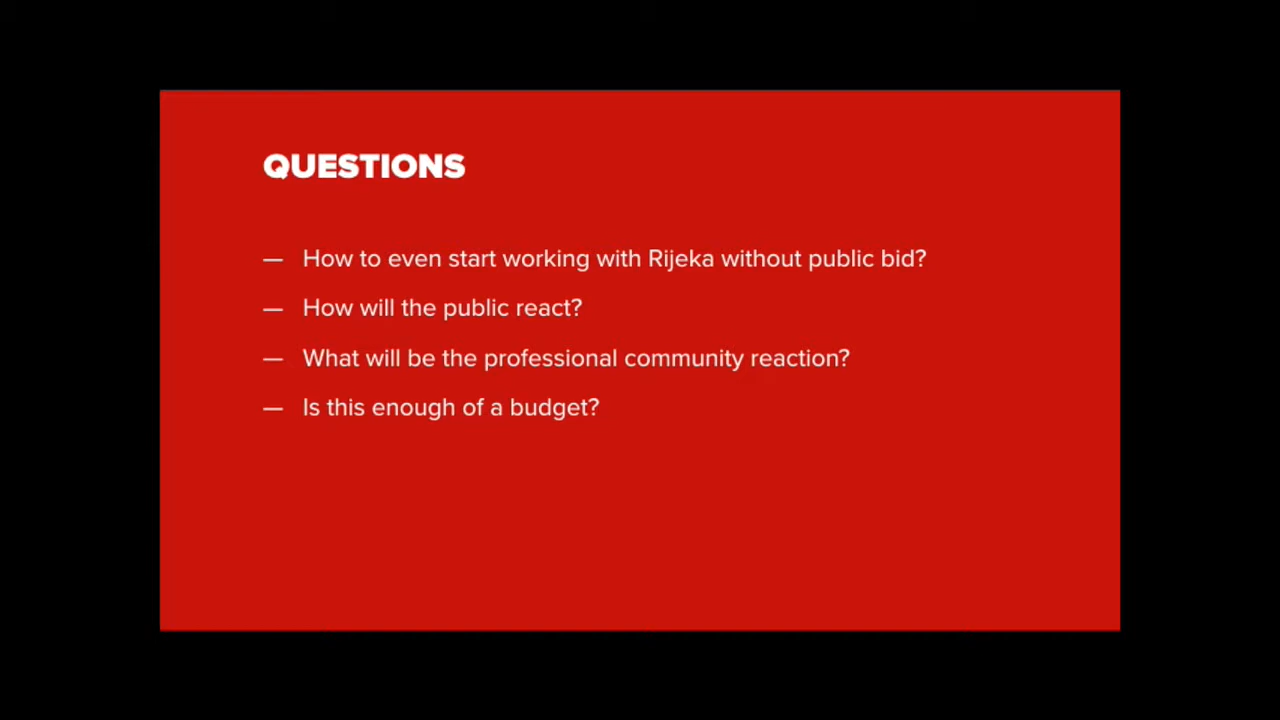 QUESTIONS
— How to even start working with Rijeka without public bid?
— How will the public react?
— What will be the professional community reaction?
— Is this enough of a budget?